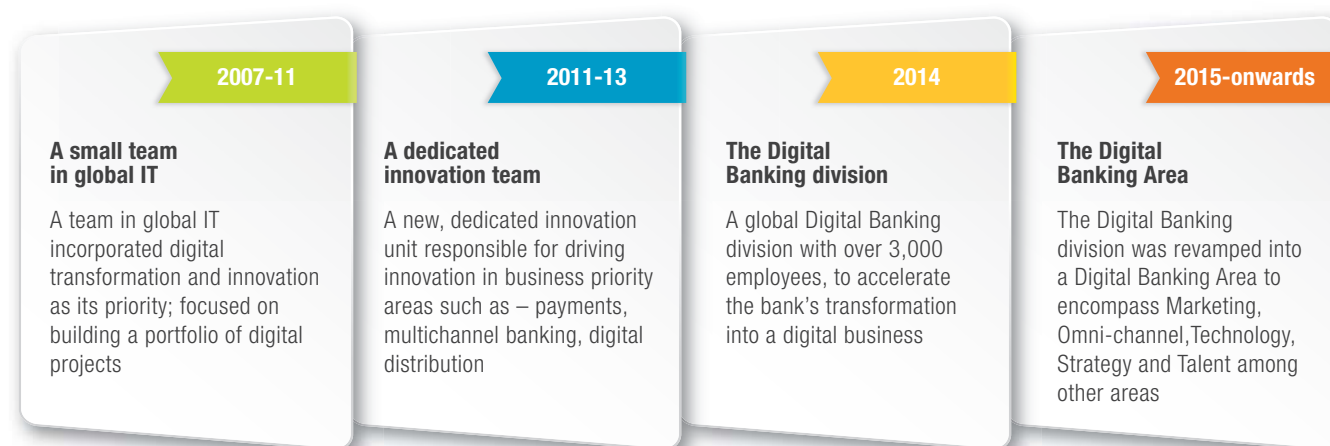 2007-11
A small team
in global IT
A team in global IT
incorporated digital
transformation and innovation
as its priority; focused on
building a portfolio of digital
projects
2011-13
A dedicated
innovation team
A new, dedicated innovation
unit responsible for driving
innovation in business priority
areas such as – payments,
multichannel banking, digital
distribution
2014
The Digital
Banking division
A global Digital Banking
division with over 3,000
employees, to accelerate
the bank's transformation
into a digital business
2015-onwards
The Digital
Banking Area
The Digital Banking
division was revamped into
a Digital Banking Area to
encompass Marketing,
Omni-channel,Technology,
Strategy and Talent among
other areas